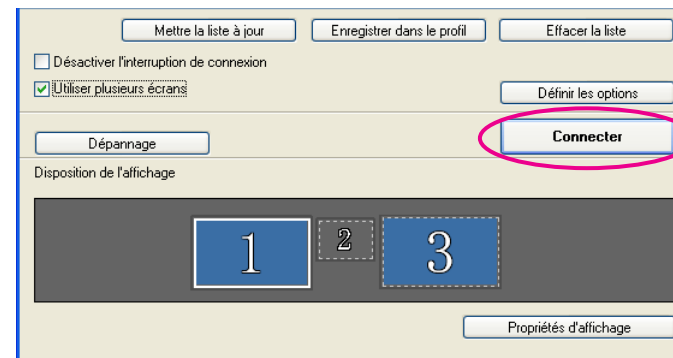 Mettre la liste à jour Enregistrer dans le profil Effacer la liste
Désactiver l'interruption de connexion
Utiliser plusieurs écrans
Définir les options
Connecter
Dépannage
Disposition de l'affichage
1 2 3
Propriétés d'affichage